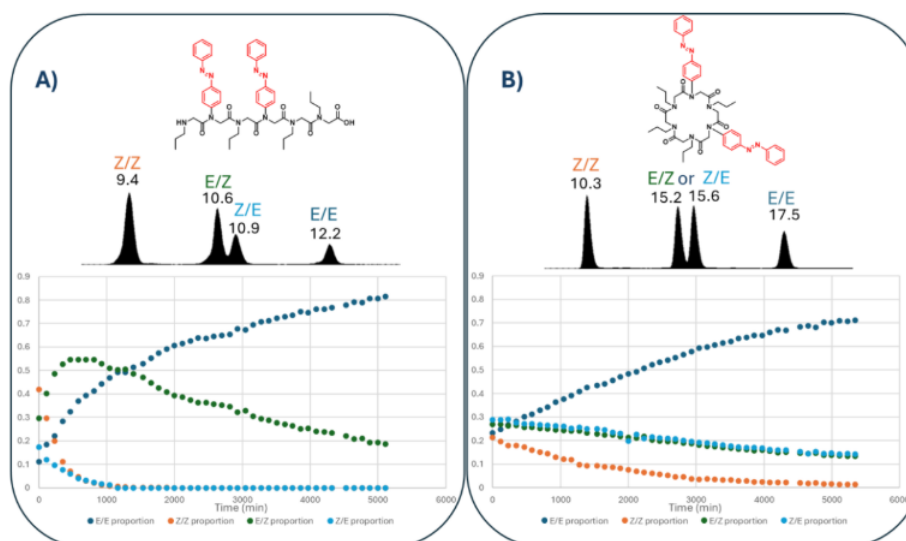 A)
N
N
N
N
O
O
O
O
O
O
HN
N
N
N
N
N
OH
Z/Z
9.4
E/Z
10.6
Z/E
10.9
E/E
12.2
0.9
0.8
0.7
0.6
0.5
0.4
0.3
0.2
0.1
0
0 1000 2000 3000 4000 5000 6000
Time (min)
E/E proportion Z/Z proportion E/Z proportion Z/E proportion
B)
N
N
O
O
N
N
N
O
O
N
N
N
O
O
N
N
Z/Z
10.3
E/Z or Z/E
15.2 15.6
E/E
17.5
0.9
0.8
0.7
0.6
0.5
0.4
0.3
0.2
0.1
0
0 1000 2000 3000 4000 5000 6000
Time (min)
E/E proportion Z/Z proportion E/Z proportion Z/E proportion